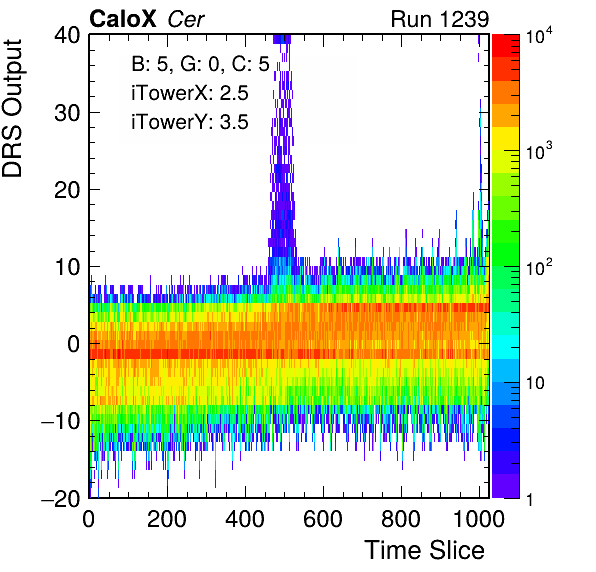 CaloX Cer Run 1239
B: 5, G: 0, C: 5
iTowerX: 2.5
iTowerY: 3.5
DRS Output
40
30
20
10
0
−10
−20
0 200 400 600 800 1000
Time Slice
10^4
10^3
10^2
10
1